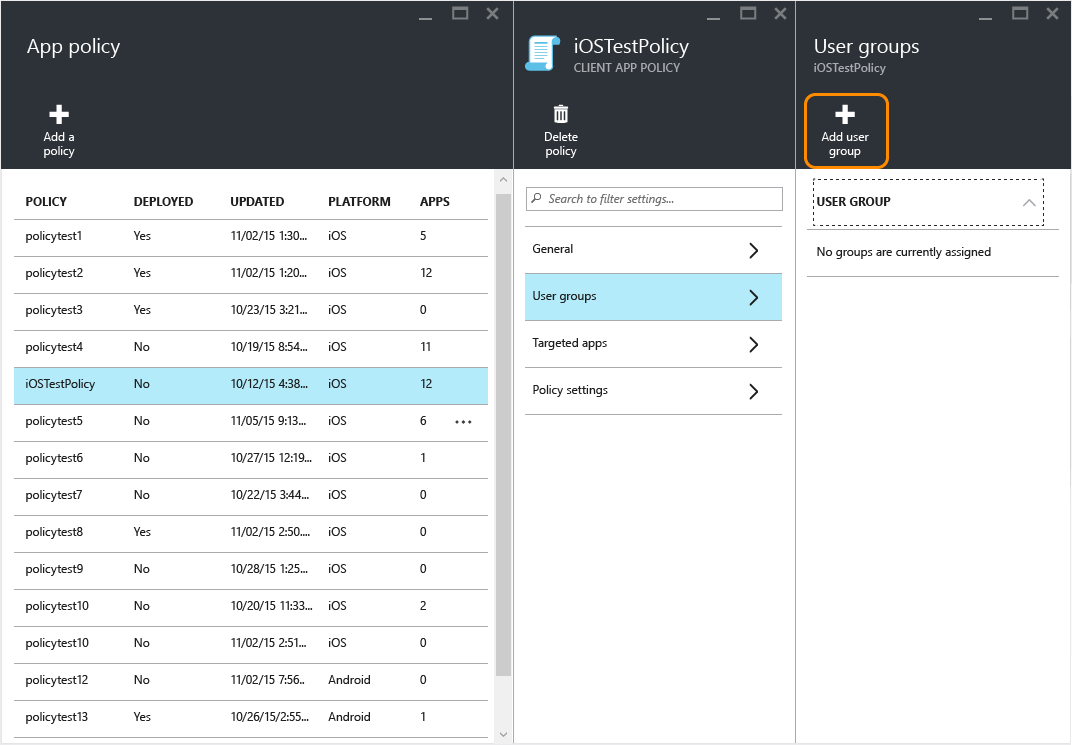 App policy
Add a
policy
POLICY DEPLOYED UPDATED PLATFORM APPS
policytest1 Yes 11/02/15 1:30... iOS 5
policytest2 Yes 11/02/15 1:20... iOS 12
policytest3 Yes 10/23/15 3:21... iOS 0
policytest4 No 10/19/15 8:54... iOS 11
iOSTestPolicy No 10/12/15 4:38... iOS 12
policytest5 No 11/05/15 9:13... iOS 6 ...
policytest6 No 10/27/15 12:19... iOS 1
policytest7 No 10/22/15 3:44... iOS 0
policytest8 Yes 11/02/15 2:50.... iOS 0
policytest9 No 10/28/15 1:25... iOS 0
policytest10 No 10/20/15 11:33... iOS 2
policytest10 No 11/02/15 2:51... iOS 0
policytest12 No 11/02/15 7:56.. Android 0
policytest13 Yes 10/26/15/2:55... Android 1
iOSTestPolicy
CLIENT APP POLICY
Delete
policy
Search to filter settings...
General
User groups
Targeted apps
Policy settings
User groups
iOSTestPolicy
Add user
group
USER GROUP
No groups are currently assigned